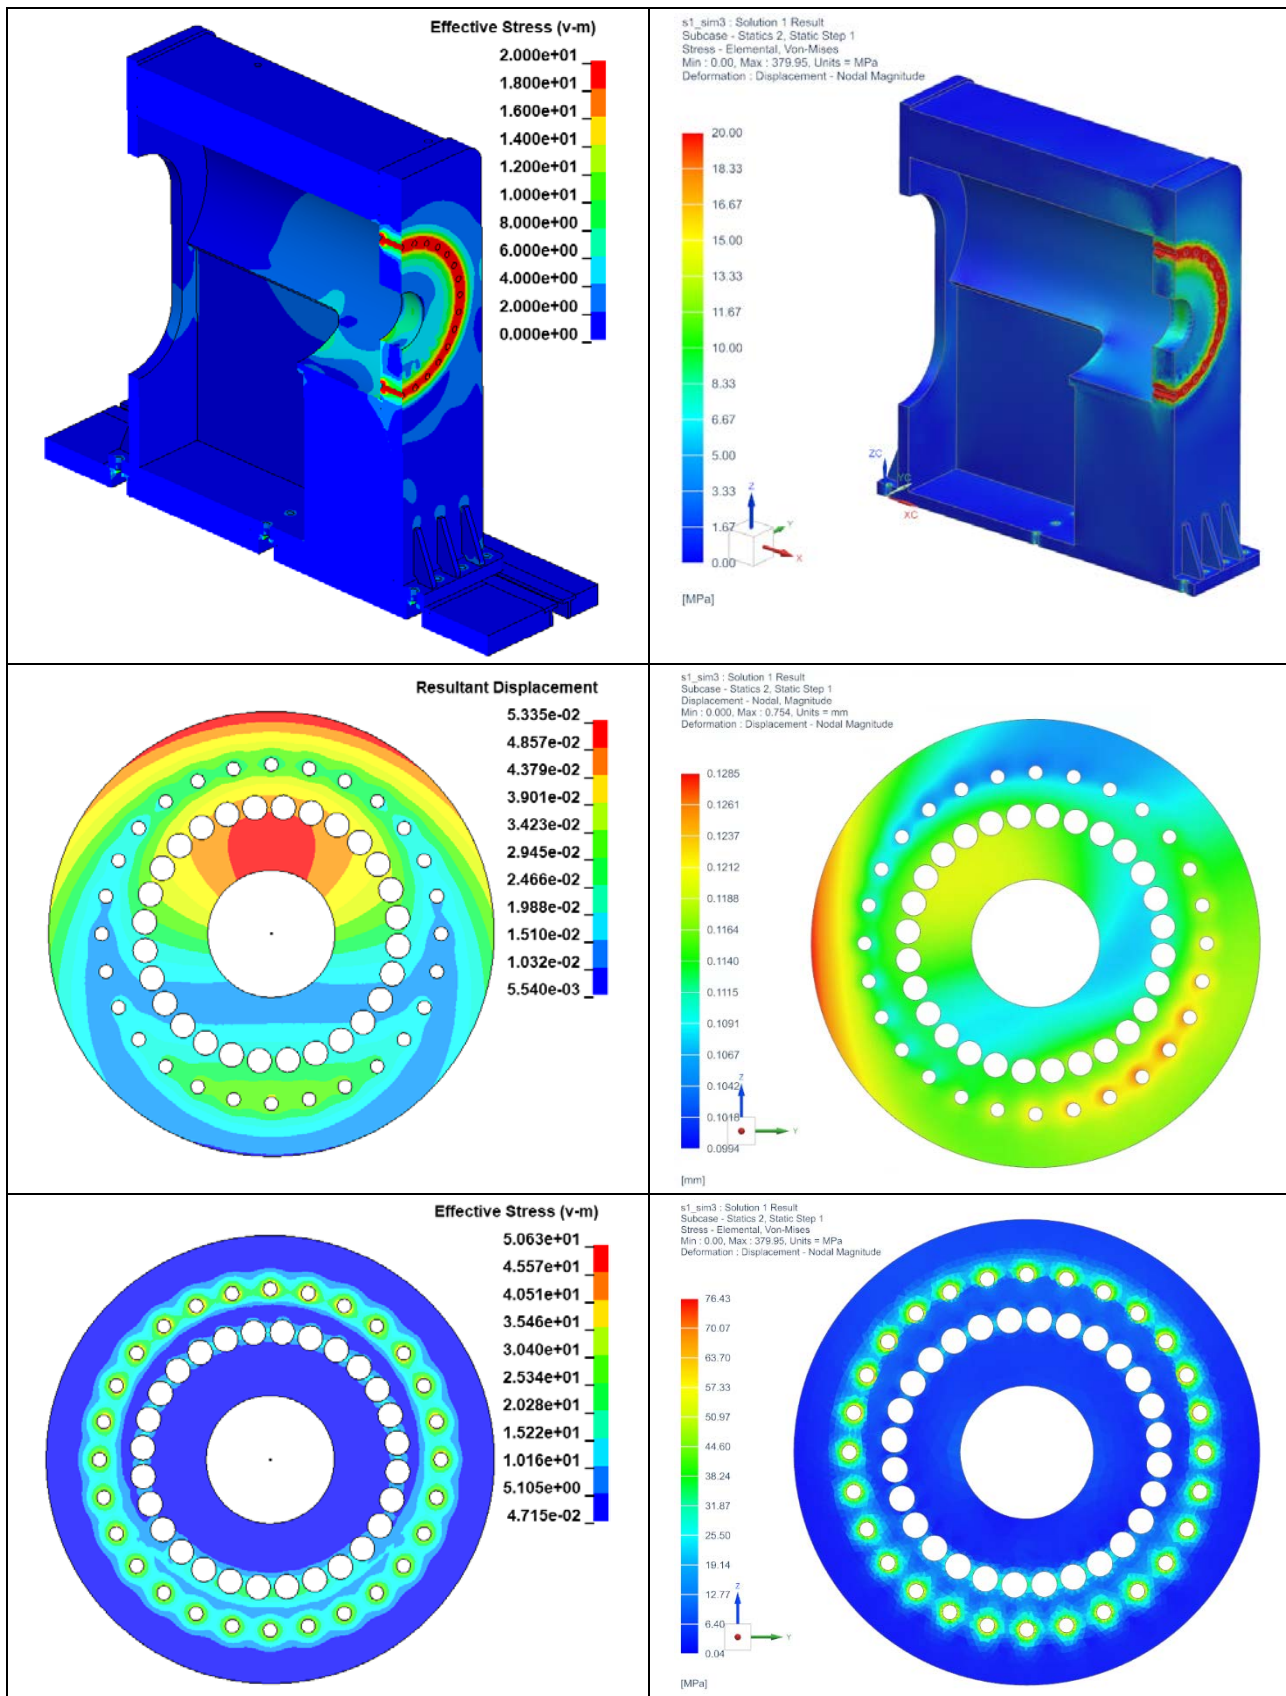 Effective Stress (v-m)
2.000e+01
1.800e+01
1.600e+01
1.400e+01
1.200e+01
1.000e+01
8.000e+00
6.000e+00
4.000e+00
2.000e+00
0.000e+00
s1_sim3 : Solution 1 Result
Subcase - Statics 2, Static Step 1
Stress - Elemental, Von-Mises
Min : 0.00, Max : 379.95, Units = MPa
Deformation : Displacement - Nodal Magnitude
20.00
18.33
16.67
15.00
13.33
11.67
10.00
8.33
6.67
5.00
3.33
1.67
0.00
[MPa]
Z
Y
X
ZC
YC
XC
Resultant Displacement
5.335e-02
4.857e-02
4.379e-02
3.901e-02
3.423e-02
2.945e-02
2.466e-02
1.988e-02
1.510e-02
1.032e-02
5.540e-03
s1_sim3 : Solution 1 Result
Subcase - Statics 2, Static Step 1
Displacement - Nodal, Magnitude
Min : 0.000, Max : 0.754, Units = mm
Deformation : Displacement - Nodal Magnitude
0.1285
0.1261
0.1237
0.1212
0.1188
0.1164
0.1140
0.1115
0.1091
0.1067
0.1042
0.1018
0.0994
[mm]
Z
Y
Effective Stress (v-m)
5.063e+01
4.557e+01
4.051e+01
3.546e+01
3.040e+01
2.534e+01
2.028e+01
1.522e+01
1.016e+01
5.105e+00
4.715e-02
s1_sim3 : Solution 1 Result
Subcase - Statics 2, Static Step 1
Stress - Elemental, Von-Mises
Min : 0.00, Max : 379.95, Units = MPa
Deformation : Displacement - Nodal Magnitude
76.43
70.07
63.70
57.33
50.97
44.60
38.24
31.87
25.50
19.14
12.77
6.40
0.04
[MPa]
Z
Y